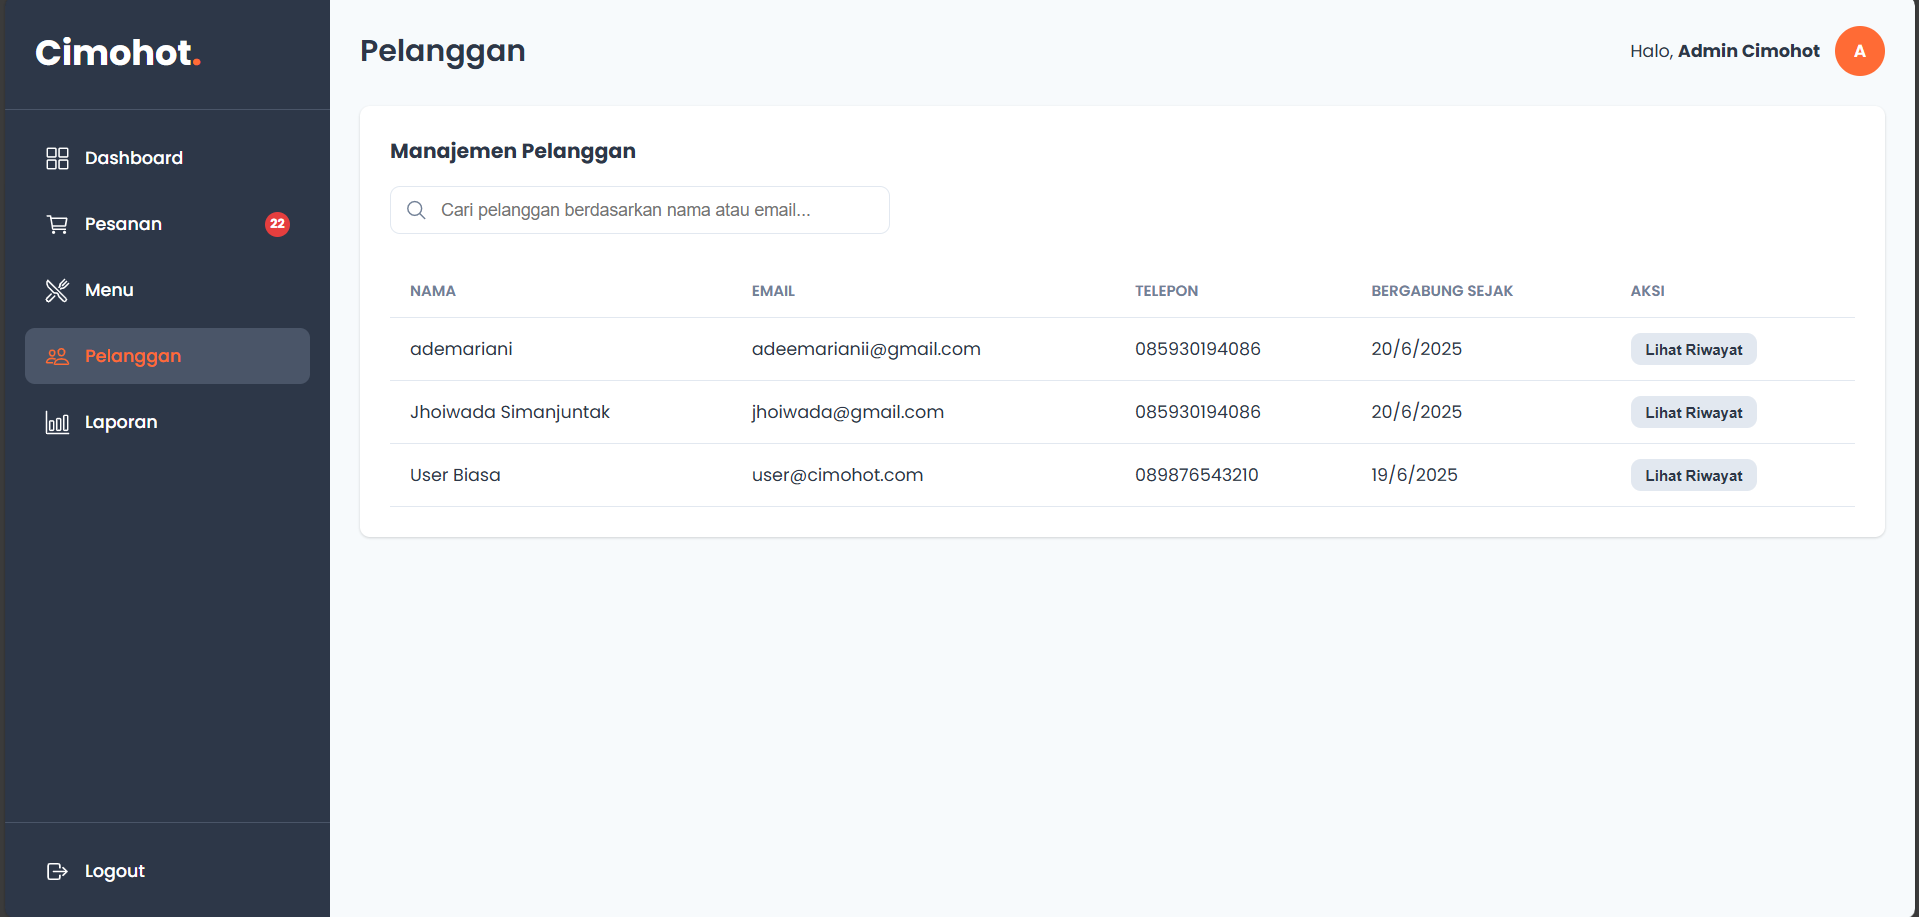 Cimohot.
Dashboard
Pesanan 22
Menu
Pelanggan
Laporan
Logout
Pelanggan
Halo, Admin Cimohot A
Manajemen Pelanggan
Cari pelanggan berdasarkan nama atau email...
NAMA EMAIL TELEPON BERGABUNG SEJAK AKSI
ademariani adeemarianii@gmail.com 085930194086 20/6/2025 Lihat Riwayat
Jhoiwada Simanjuntak jhoiwada@gmail.com 085930194086 20/6/2025 Lihat Riwayat
User Biasa user@cimohot.com 089876543210 19/6/2025 Lihat Riwayat